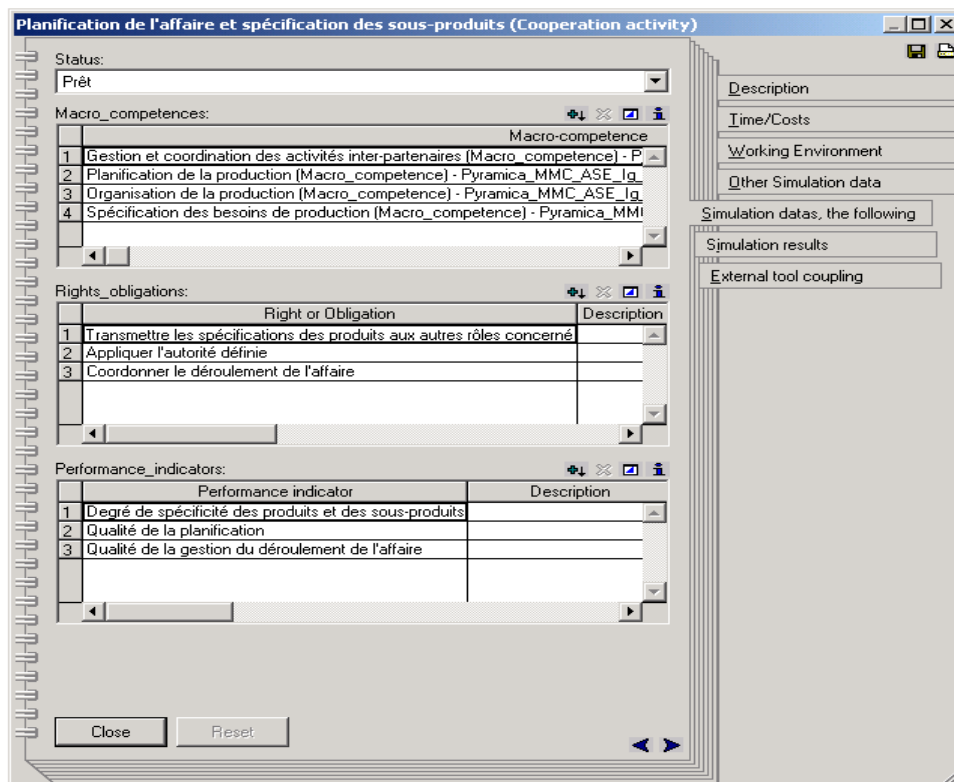 Planification de l'affaire et spécification des sous-produits (Cooperation activity)
Status:
Prêt
Macro_competences:
Macro-competence
1 Gestion et coordination des activités inter-partenaires (Macro_competence) - P
2 Planification de la production (Macro_competence) - Pyramica_MMC_ASE_Ig_
3 Organisation de la production (Macro_competence) - Pyramica_MMC_ASE_Ig_
4 Spécification des besoins de production (Macro_competence) - Pyramica_MM
Rights_obligations:
Right or Obligation Description
1 Transmettre les spécifications des produits aux autres rôles concerné
2 Appliquer l'autorité définie
3 Coordonner le déroulement de l'affaire
Performance_indicators:
Performance indicator Description
1 Degré de spécificité des produits et des sous-produits
2 Qualité de la planification
3 Qualité de la gestion du déroulement de l'affaire
Close Reset
Description
Time/Costs
Working Environment
Other Simulation data
Simulation datas, the following
Simulation results
External tool coupling